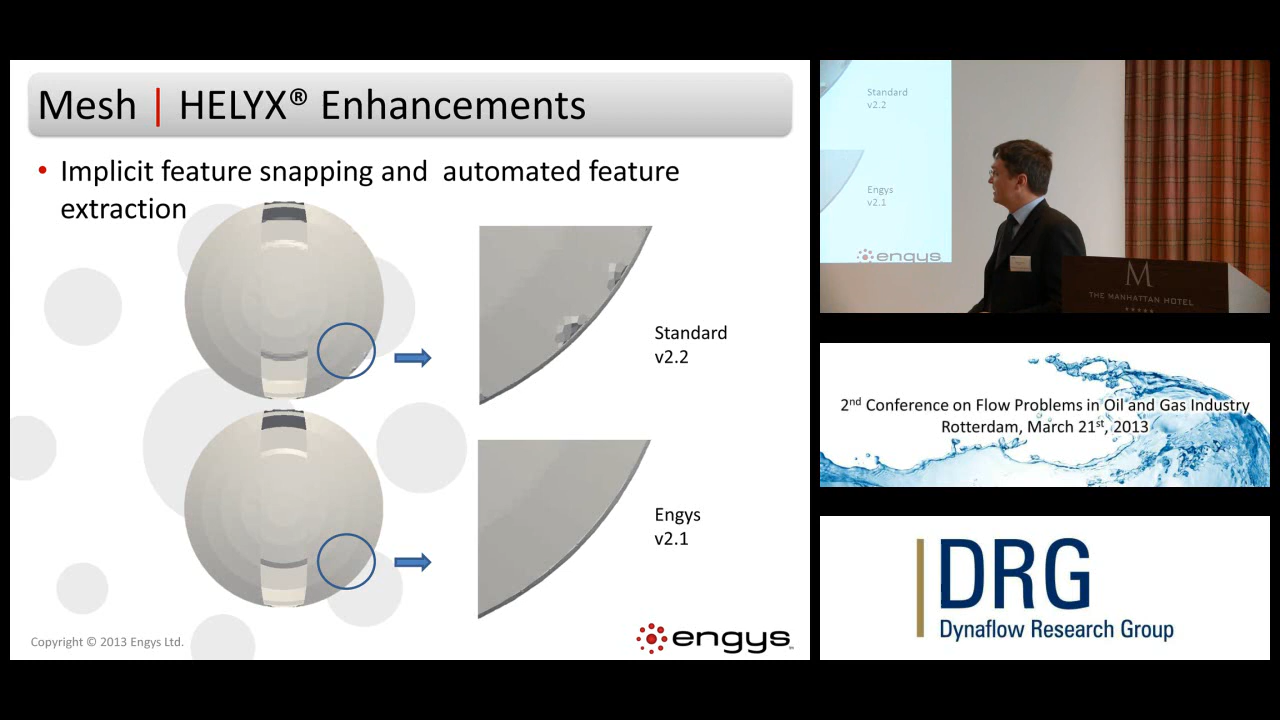 Mesh | HELYX® Enhancements
• Implicit feature snapping and automated feature
extraction
Standard
v2.2
Engys
v2.1
Copyright © 2013 Engys Ltd.
engys
Standard
v2.2
Engys
v2.1
engys
M
THE MANHATTAN HOTEL
2nd Conference on Flow Problems in Oil and Gas Industry
Rotterdam, March 21st, 2013
DRG
Dynaflow Research Group